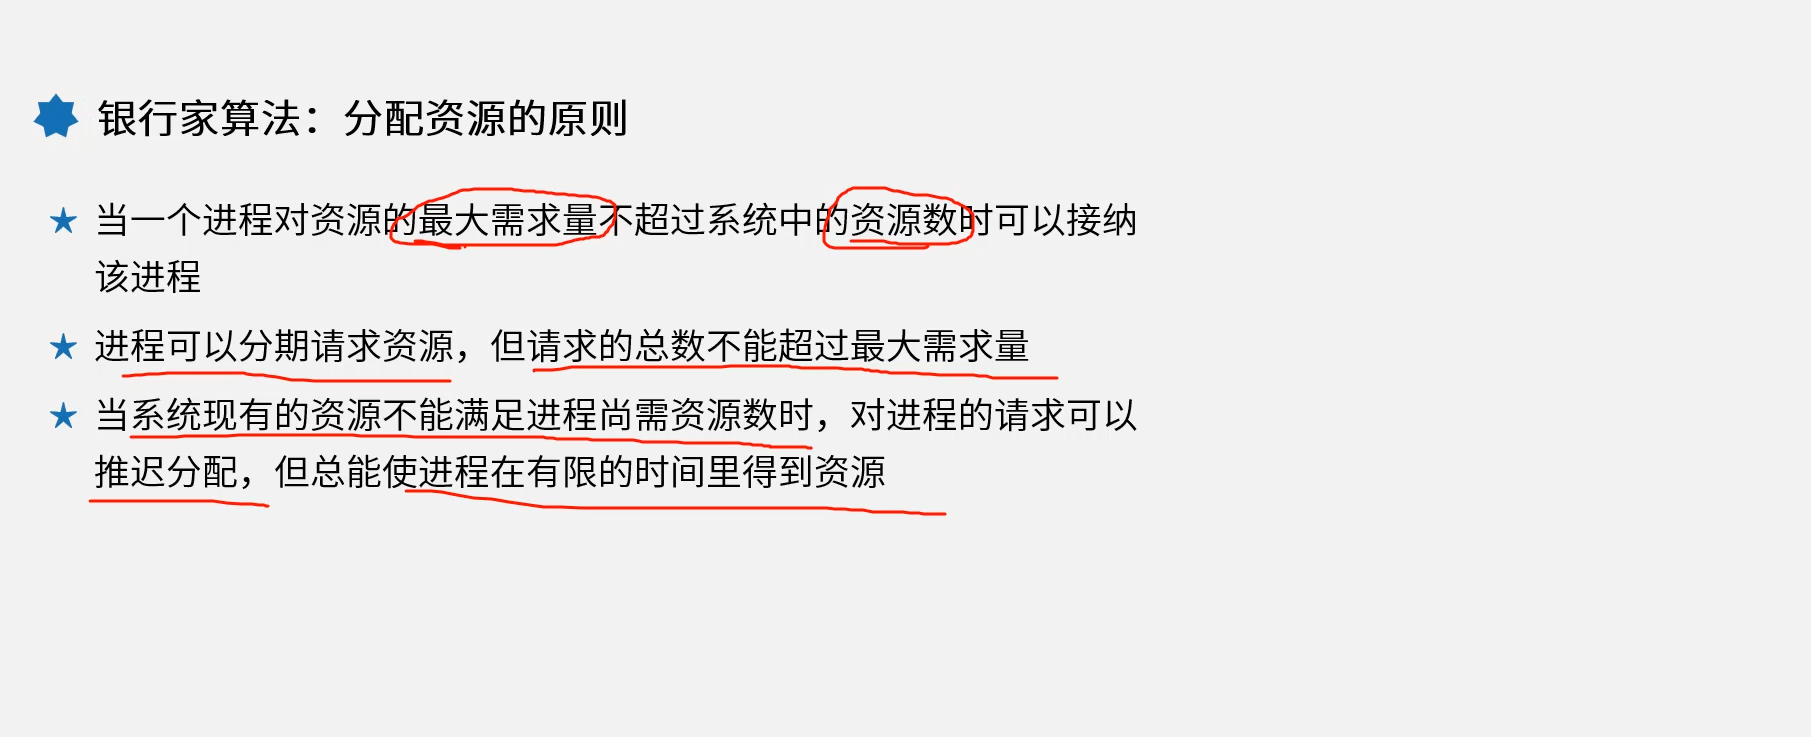 银行家算法：分配资源的原则
当一个进程对资源的最大需求量不超过系统中的资源数时可以接纳
该进程
进程可以分期请求资源，但请求的总数不能超过最大需求量
当系统现有的资源不能满足进程尚需资源数时，对进程的请求可以
推迟分配，但总能使进程在有限的时间里得到资源